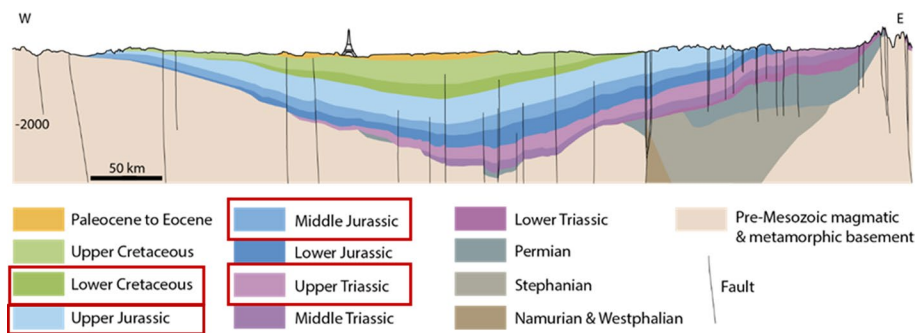 W
E
-2000
50 km
Paleocene to Eocene
Upper Cretaceous
Lower Cretaceous
Upper Jurassic
Middle Jurassic
Lower Jurassic
Upper Triassic
Middle Triassic
Lower Triassic
Permian
Stephanian
Namurian & Westphalian
Pre-Mesozoic magmatic
& metamorphic basement
Fault